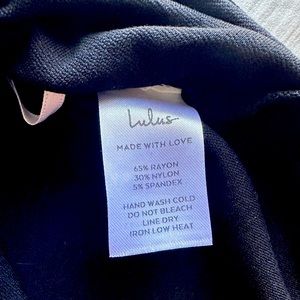 Lulus
MADE WITH LOVE
65% RAYON
30% NYLON
5% SPANDEX
HAND WASH COLD
DO NOT BLEACH
LINE DRY
IRON LOW HEAT